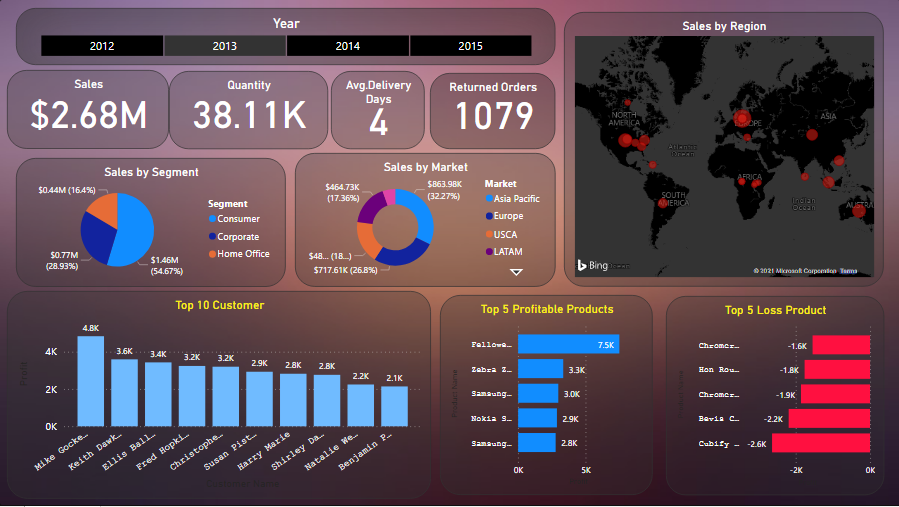 Year
2012 2013 2014 2015
Sales
$2.68M
Quantity
38.11K
Avg.Delivery
Days
4
Returned Orders
1079
Sales by Region
NORTH
AMERICA
EUROPE
ASIA
Atlantic
Ocean
AFRICA
SOUTH
AMERICA
Indian
Ocean
AUSTRA
Bing
© 2021 Microsoft Corporation Terms
Sales by Segment
$0.44M (16.4%)
$0.77M
(28.93%)
$1.46M
(54.67%)
Segment
Consumer
Corporate
Home Office
Sales by Market
$464.73K
(17.36%)
$863.98K
(32.27%)
$48... (18...)
$717.61K (26.8%)
Market
Asia Pacific
Europe
USCA
LATAM
Top 10 Customer
Profit
4K
2K
0K
4.8K
3.6K
3.4K
3.2K
3.2K
2.9K
2.8K
2.8K
2.2K
2.1K
Mike Gocke...
Keith Dawk...
Ellis Ball...
Fred Hopki...
Christophe...
Susan Pist...
Harry Marie
Shirley Da...
Natalie We...
Benjamin P...
Customer Name
Top 5 Profitable Products
Product Name
Fellowe... 7.5K
Zebra Z... 3.3K
Samsung... 3.0K
Nokia S... 2.9K
Samsung... 2.8K
0K 5K
Top 5 Loss Product
Chromcr... -1.6K
Hon Rou... -1.8K
Chromcr... -1.9K
Bevis C... -2.2K
Cubify ... -2.6K
-2K 0K